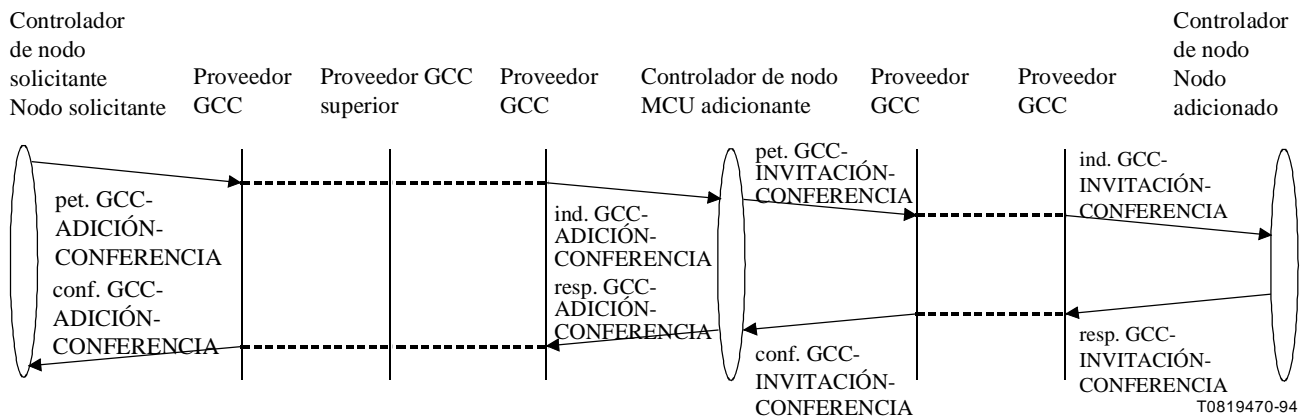 Controlador
de nodo
solicitante
Nodo solicitante
Proveedor
GCC
Proveedor GCC
superior
Proveedor
GCC
Controlador de nodo
MCU adicionante
Proveedor
GCC
Proveedor
GCC
Controlador
de nodo
Nodo
adicionado
pet. GCC-
ADICIÓN-
CONFERENCIA
conf. GCC-
ADICIÓN-
CONFERENCIA
ind. GCC-
ADICIÓN-
CONFERENCIA
resp. GCC-
ADICIÓN-
CONFERENCIA
pet. GCC-
INVITACIÓN-
CONFERENCIA
conf. GCC-
INVITACIÓN-
CONFERENCIA
ind. GCC-
INVITACIÓN-
CONFERENCIA
resp. GCC-
INVITACIÓN-
CONFERENCIA
T0819470-94